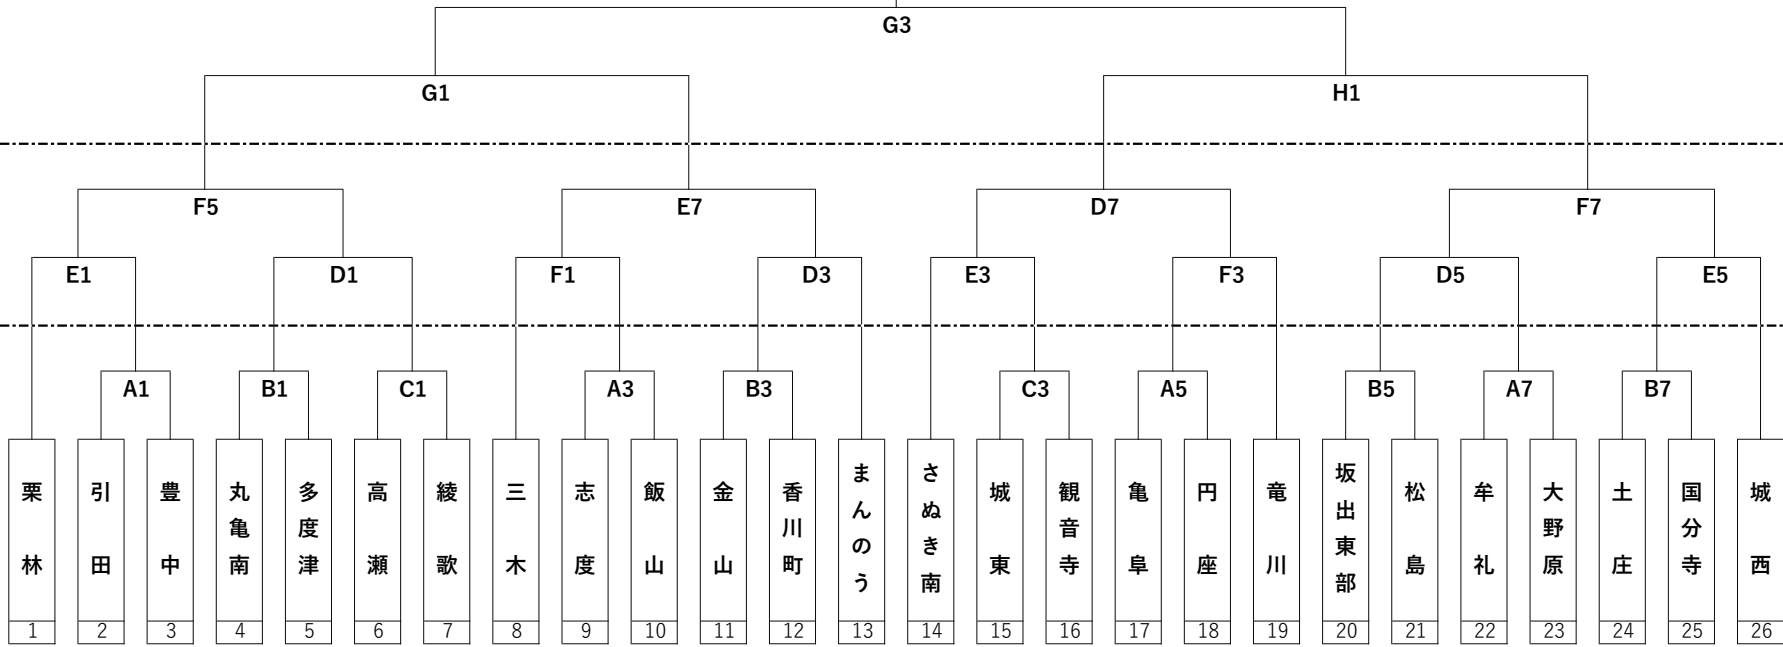 G3
G1 H1
F5 E7 D7 F7
E1 D1 F1 D3 E3 F3 D5 E5
A1 B1 C1 A3 B3 C3 A5 B5 A7 B7
栗林
引田
豊中
丸亀南
多度津
高瀬
綾歌
三木
志度
飯山
金山
香川町
まんのう
さぬき南
城東
観音寺
亀阜
円座
竜川
坂出東部
松島
牟礼
大野原
土庄
国分寺
城西
1 2 3 4 5 6 7 8 9 10 11 12 13 14 15 16 17 18 19 20 21 22 23 24 25 26